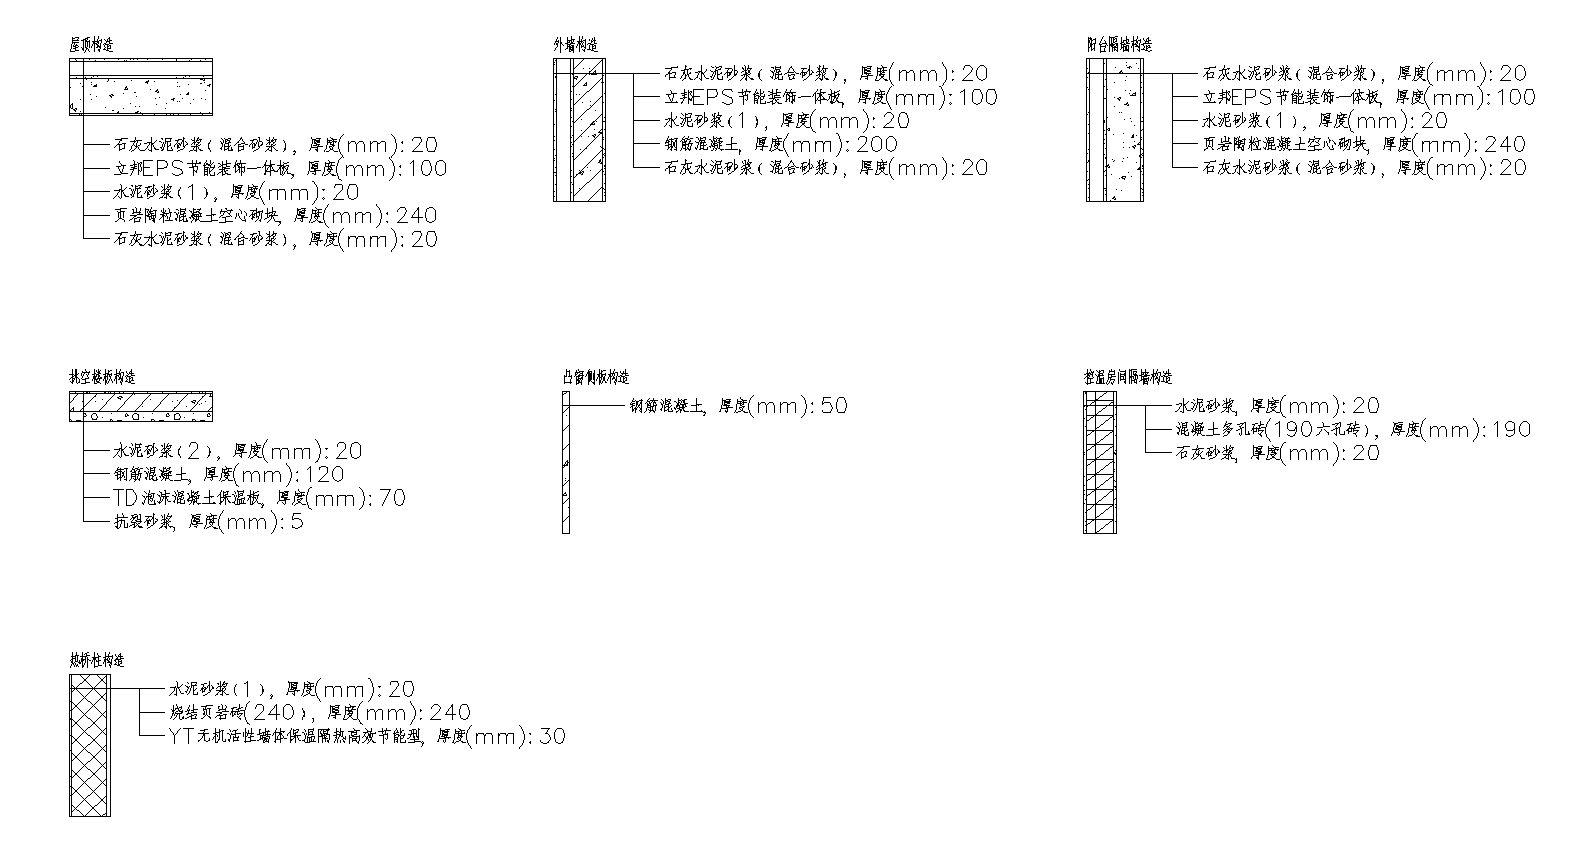 屋顶构造
石灰水泥砂浆(混合砂浆), 厚度(mm): 20
立邦EPS节能装饰一体板, 厚度(mm): 100
水泥砂浆(1), 厚度(mm): 20
页岩陶粒混凝土空心砌块, 厚度(mm): 240
石灰水泥砂浆(混合砂浆), 厚度(mm): 20
外墙构造
石灰水泥砂浆(混合砂浆), 厚度(mm): 20
立邦EPS节能装饰一体板, 厚度(mm): 100
水泥砂浆(1), 厚度(mm): 20
钢筋混凝土, 厚度(mm): 200
石灰水泥砂浆(混合砂浆), 厚度(mm): 20
阳台隔墙构造
石灰水泥砂浆(混合砂浆), 厚度(mm): 20
立邦EPS节能装饰一体板, 厚度(mm): 100
水泥砂浆(1), 厚度(mm): 20
页岩陶粒混凝土空心砌块, 厚度(mm): 240
石灰水泥砂浆(混合砂浆), 厚度(mm): 20
挑空楼板构造
水泥砂浆(2), 厚度(mm): 20
钢筋混凝土, 厚度(mm): 120
TD泡沫混凝土保温板, 厚度(mm): 70
抗裂砂浆, 厚度(mm): 5
凸窗侧板构造
钢筋混凝土, 厚度(mm): 50
控温房间隔墙构造
水泥砂浆, 厚度(mm): 20
混凝土多孔砖(190六孔砖), 厚度(mm): 190
石灰砂浆, 厚度(mm): 20
热桥柱构造
水泥砂浆(1), 厚度(mm): 20
烧结页岩砖(240), 厚度(mm): 240
YT无机活性墙体保温隔热高效节能型, 厚度(mm): 30